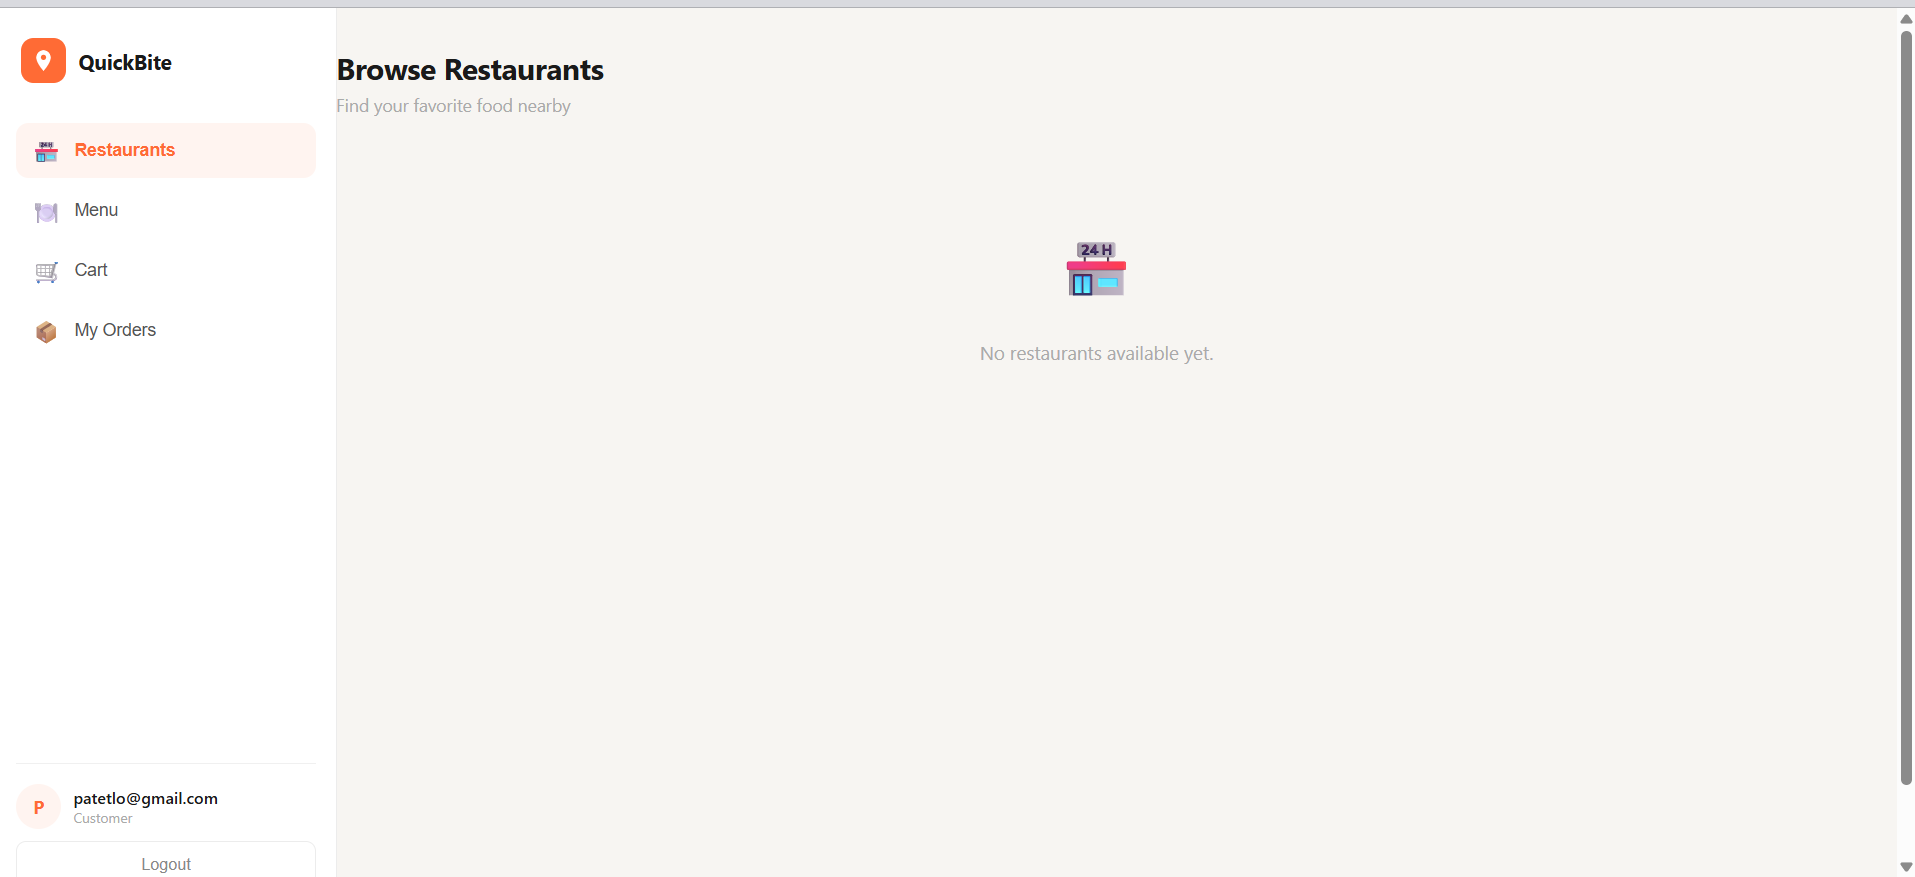 QuickBite
Restaurants
Menu
Cart
My Orders
P
patetlo@gmail.com
Customer
Logout
Browse Restaurants
Find your favorite food nearby
24 H
No restaurants available yet.